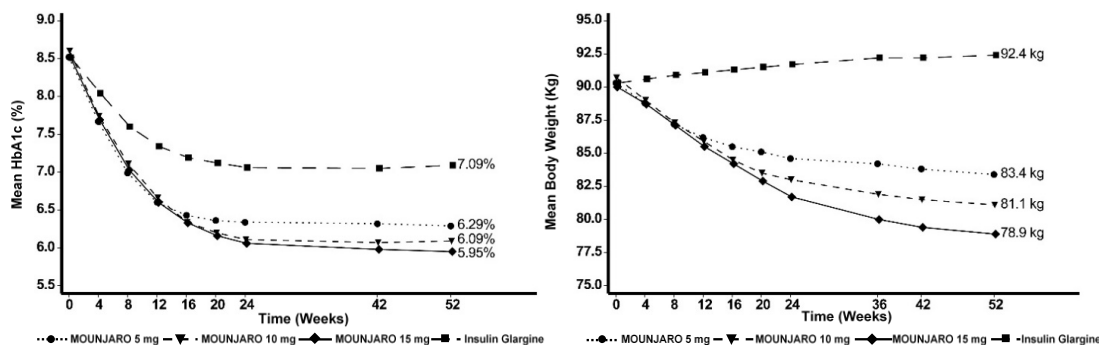 Mean HbA1c (%)
9.0
8.5
8.0
7.5
7.0
6.5
6.0
5.5
7.09%
6.29%
6.09%
5.95%
0 4 8 12 16 20 24 42 52
Time (Weeks)
MOUNJARO 5 mg MOUNJARO 10 mg MOUNJARO 15 mg Insulin Glargine
Mean Body Weight (Kg)
95.0
92.5
90.0
87.5
85.0
82.5
80.0
77.5
75.0
92.4 kg
83.4 kg
81.1 kg
78.9 kg
0 4 8 12 16 20 24 36 42 52
Time (Weeks)
MOUNJARO 5 mg MOUNJARO 10 mg MOUNJARO 15 mg Insulin Glargine